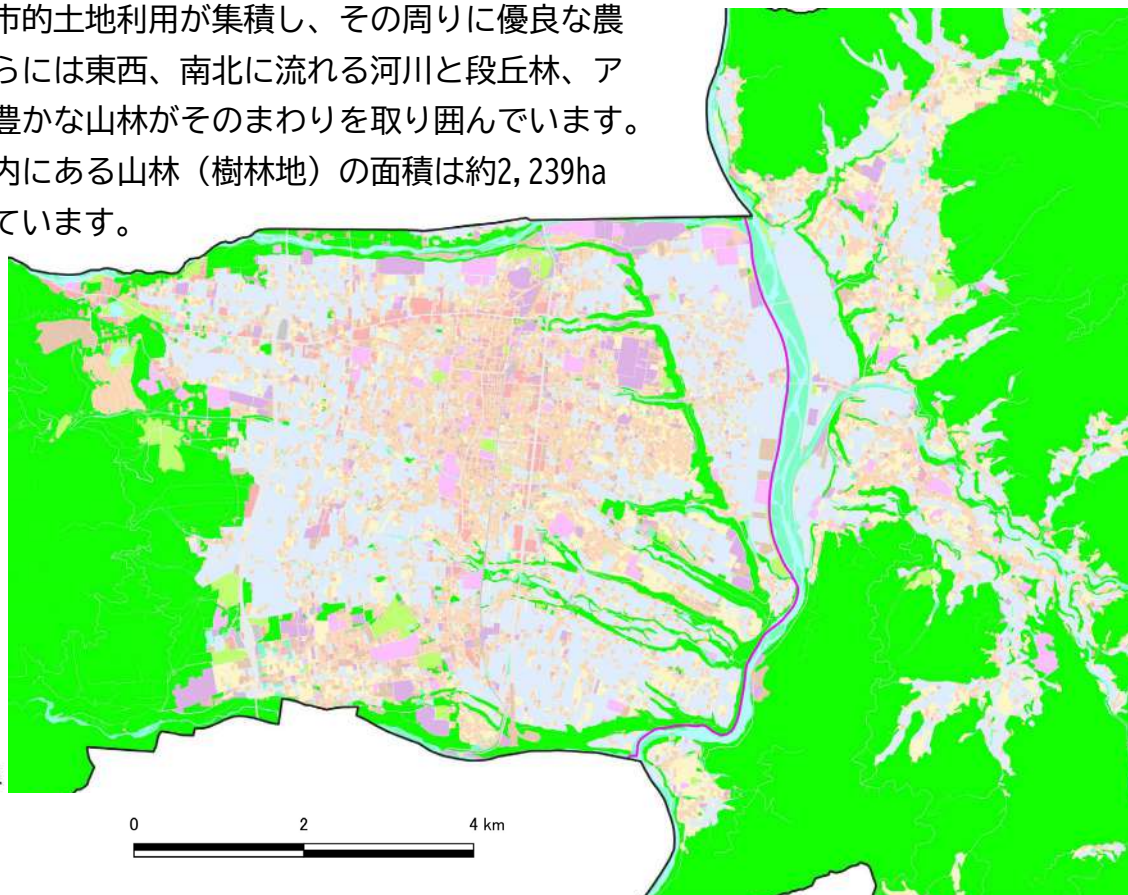 市的土地利用が集積し、その周りに優良な農
らには東西、南北に流れる河川と段丘林、ア
豊かな山林がそのまわりを取り囲んでいます。
内にある山林（樹林地）の面積は約2,239ha
ています。
0 2 4 km